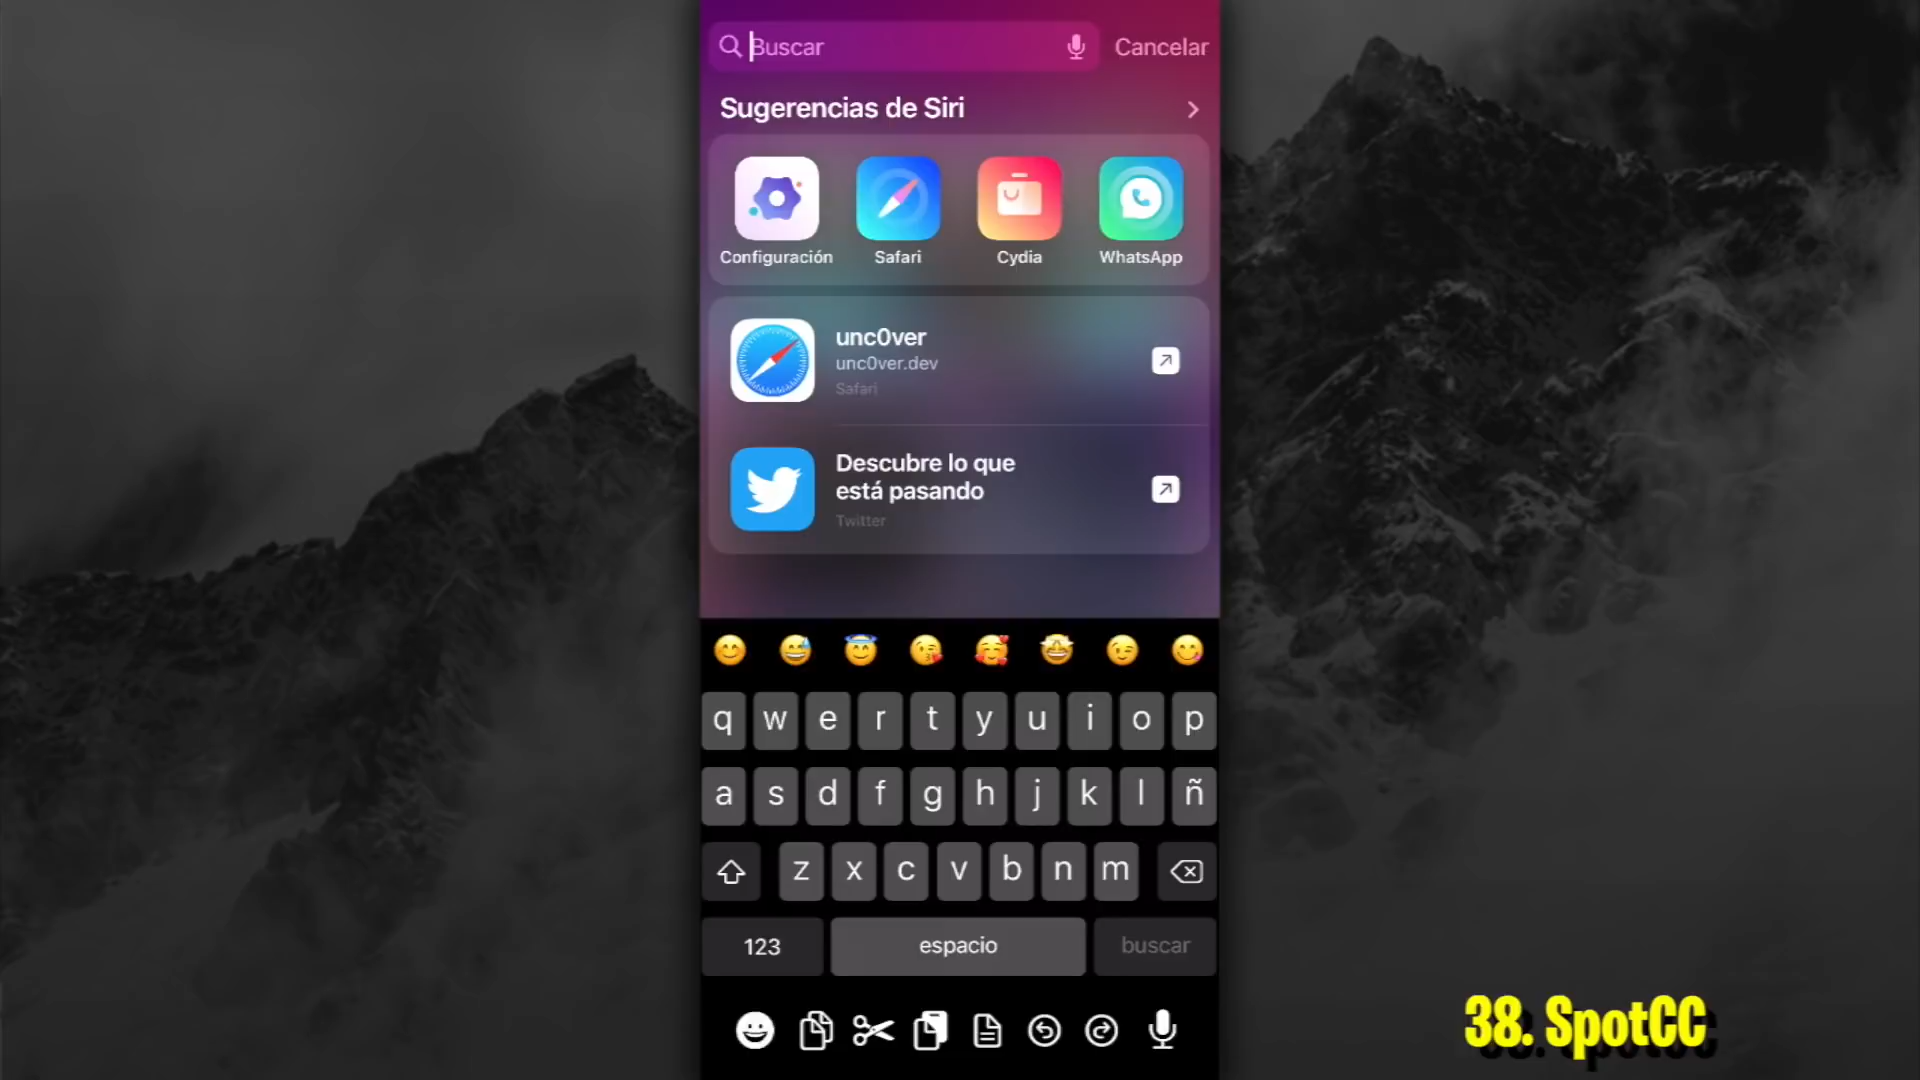 Buscar
Cancelar
Sugerencias de Siri
Configuración
Safari
Cydia
WhatsApp
unc0ver
unc0ver.dev
Safari
Descubre lo que
está pasando
Twitter
q w e r t y u i o p
a s d f g h j k l ñ
z x c v b n m
123
espacio
buscar
38. SpotCC